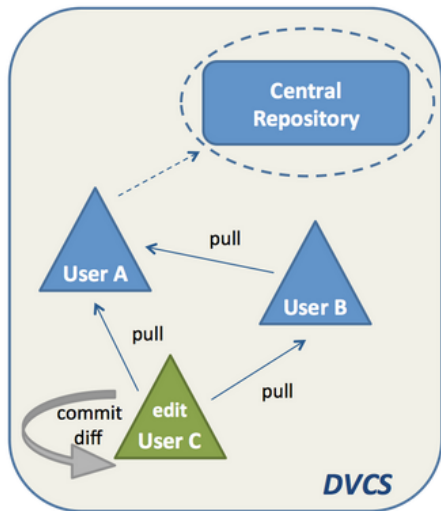 Central
Repository
pull
User A
User B
pull
pull
commit
diff
edit
User C
DVCS